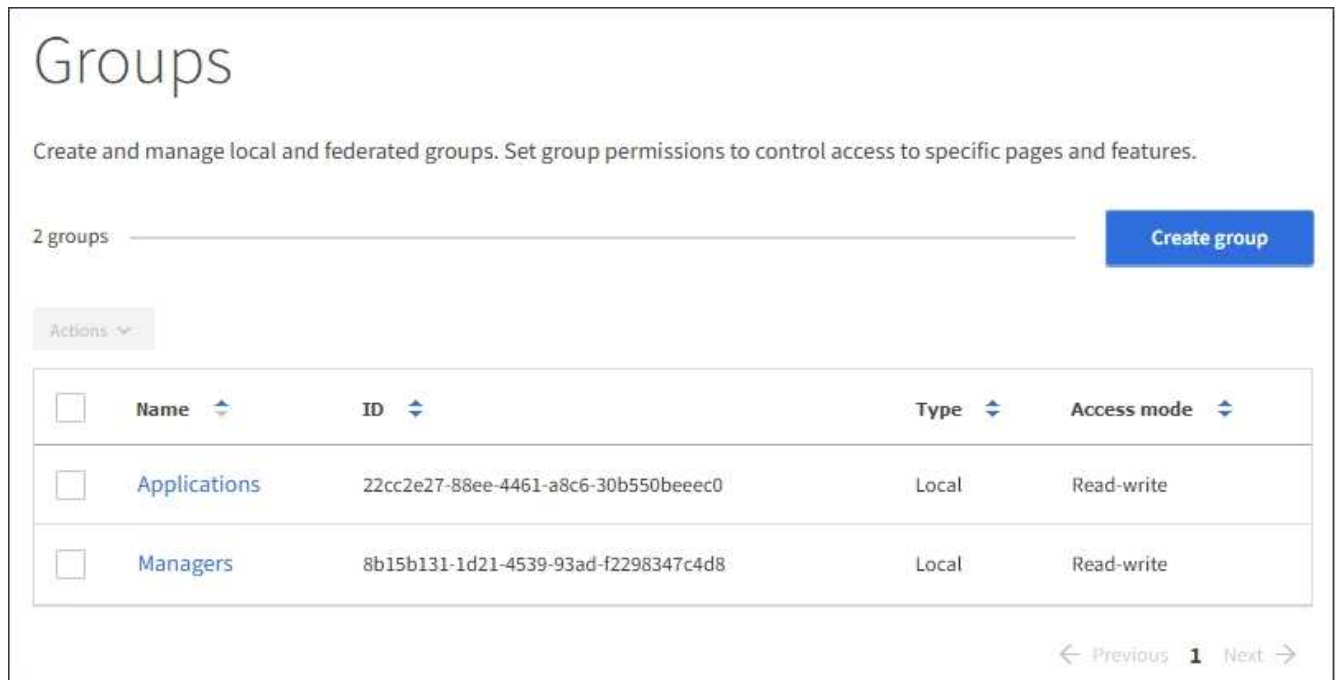 Groups
Create and manage local and federated groups. Set group permissions to control access to specific pages and features.
2 groups
Create group
Actions
Name ID Type Access mode
Applications 22cc2e27-88ee-4461-a8c6-30b550beeec0 Local Read-write
Managers 8b15b131-1d21-4539-93ad-f2298347c4d8 Local Read-write
← Previous 1 Next →